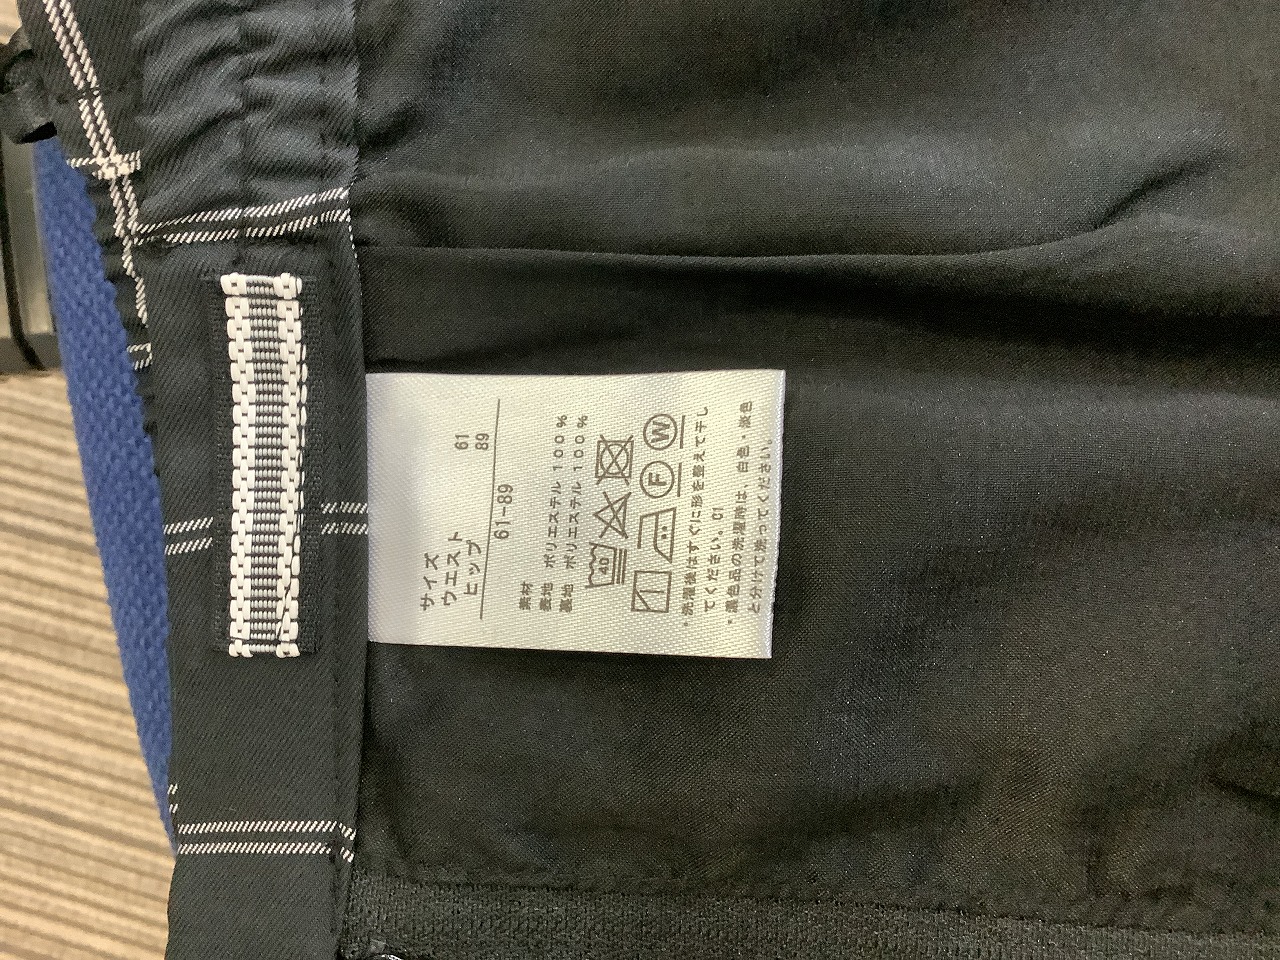 サイズ
ウエスト 61
ヒップ 89
61-89
素材
表地 ポリエステル 100%
裏地 ポリエステル 100%
40
F W
・洗濯後はすぐに形を整えて干し
てください。01
・濃色品の洗濯時は、白色・淡色
と分けて洗ってください。